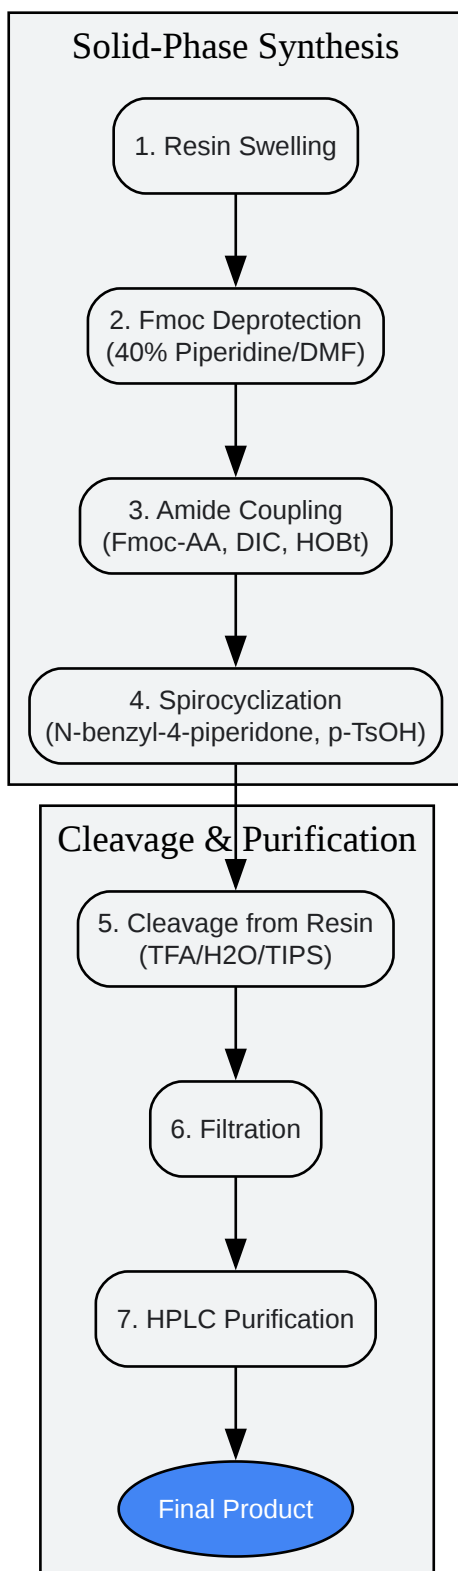 Solid-Phase Synthesis
1. Resin Swelling
2. Fmoc Deprotection
(40% Piperidine/DMF)
3. Amide Coupling
(Fmoc-AA, DIC, HOBt)
4. Spirocyclization
(N-benzyl-4-piperidone, p-TsOH)
Cleavage & Purification
5. Cleavage from Resin
(TFA/H2O/TIPS)
6. Filtration
7. HPLC Purification
Final Product